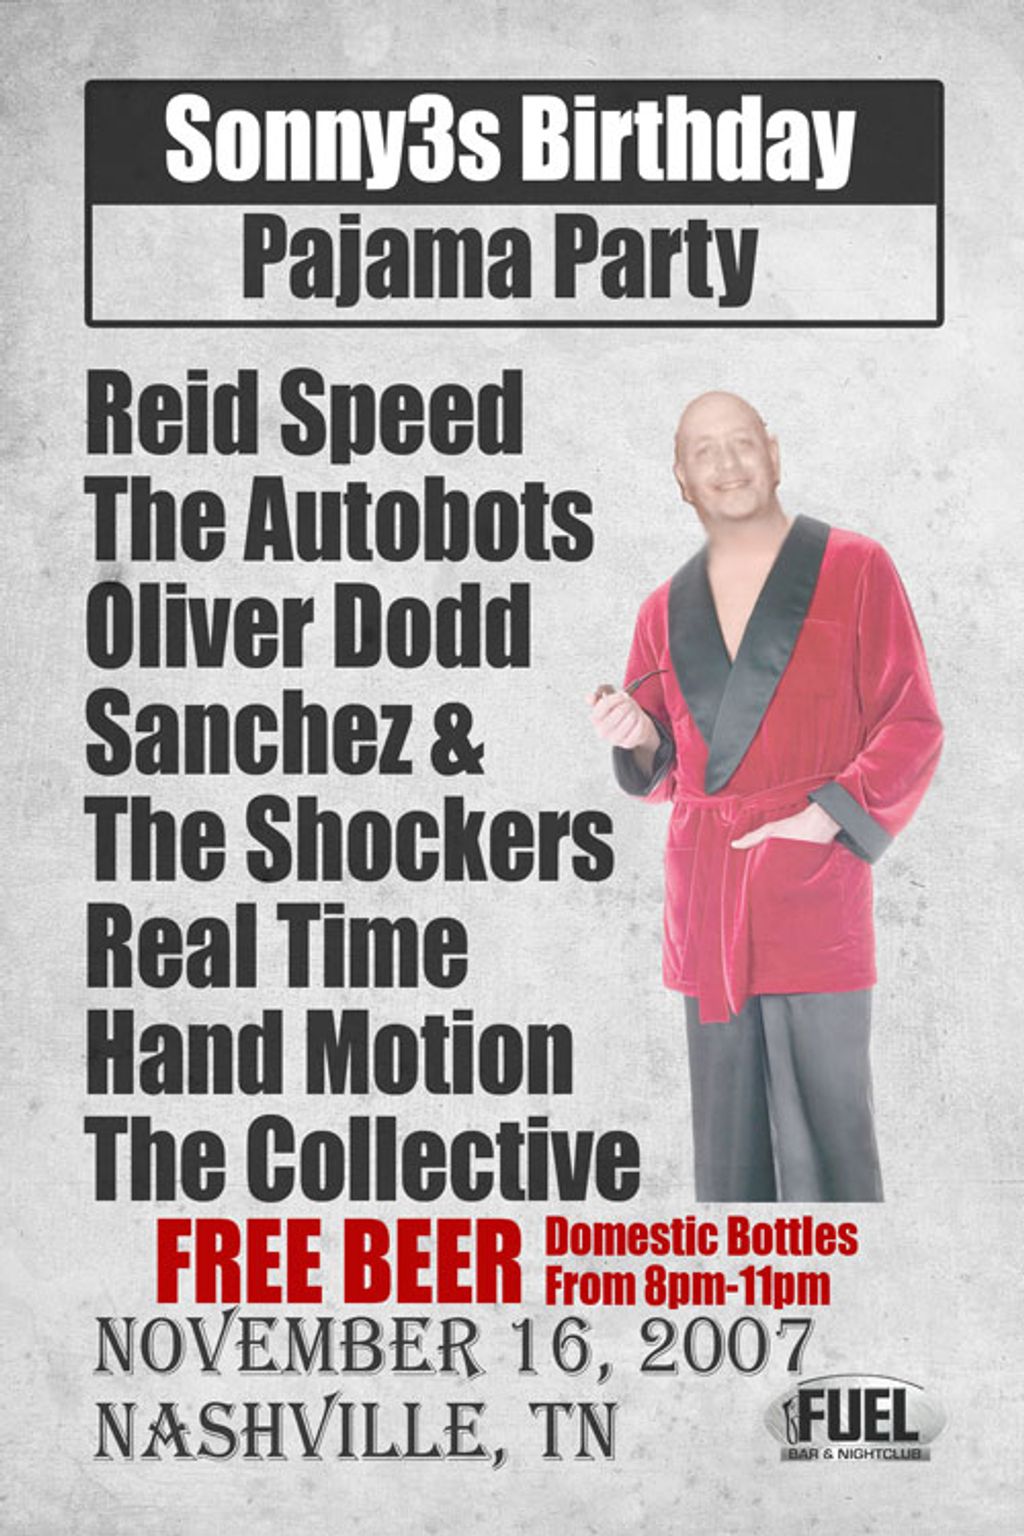 Sonny3s Birthday
Pajama Party
Reid Speed
The Autobots
Oliver Dodd
Sanchez &
The Shockers
Real Time
Hand Motion
The Collective
FREE BEER
Domestic Bottles
From 8pm-11pm
NOVEMBER 16, 2007
NASHVILLE, TN
FUEL
BAR & NIGHTCLUB